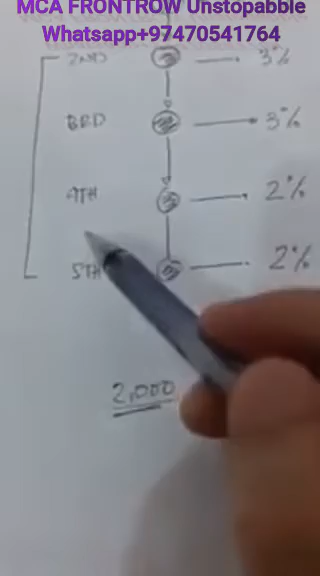 MCA FRONTROW Unstopabble
Whatsapp+97470541764
2ND 3%
3RD 3%
4TH 2%
5TH 2%
2,000